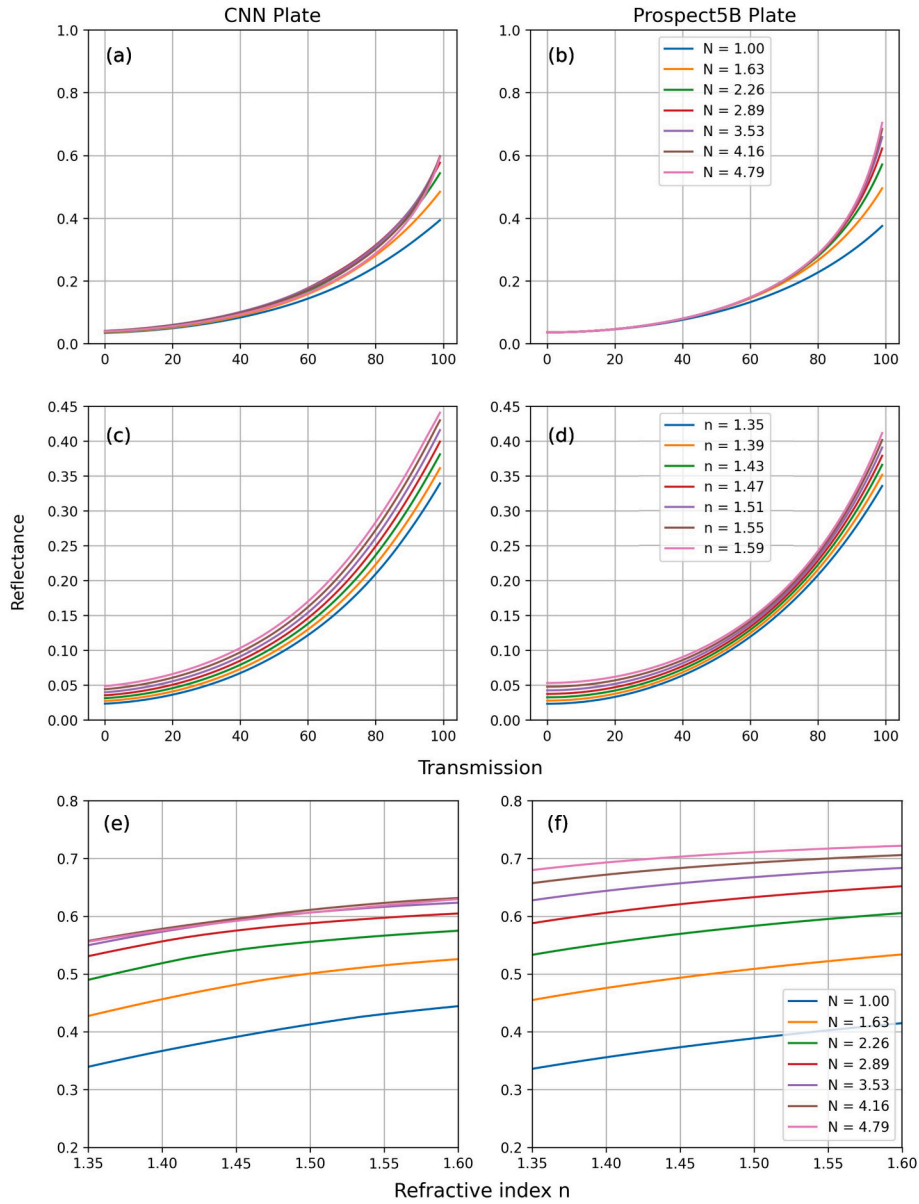 CNN Plate
Prospect5B Plate
(a)
1.0
0.8
0.6
0.4
0.2
0.0
0 20 40 60 80 100
(b)
N = 1.00
N = 1.63
N = 2.26
N = 2.89
N = 3.53
N = 4.16
N = 4.79
1.0
0.8
0.6
0.4
0.2
0.0
0 20 40 60 80 100
Reflectance
(c)
0.45
0.40
0.35
0.30
0.25
0.20
0.15
0.10
0.05
0.00
0 20 40 60 80 100
(d)
n = 1.35
n = 1.39
n = 1.43
n = 1.47
n = 1.51
n = 1.55
n = 1.59
0.45
0.40
0.35
0.30
0.25
0.20
0.15
0.10
0.05
0.00
0 20 40 60 80 100
Transmission
(e)
0.8
0.7
0.6
0.5
0.4
0.3
0.2
1.35 1.40 1.45 1.50 1.55 1.60
(f)
0.8
0.7
0.6
0.5
0.4
0.3
0.2
N = 1.00
N = 1.63
N = 2.26
N = 2.89
N = 3.53
N = 4.16
N = 4.79
1.35 1.40 1.45 1.50 1.55 1.60
Refractive index n